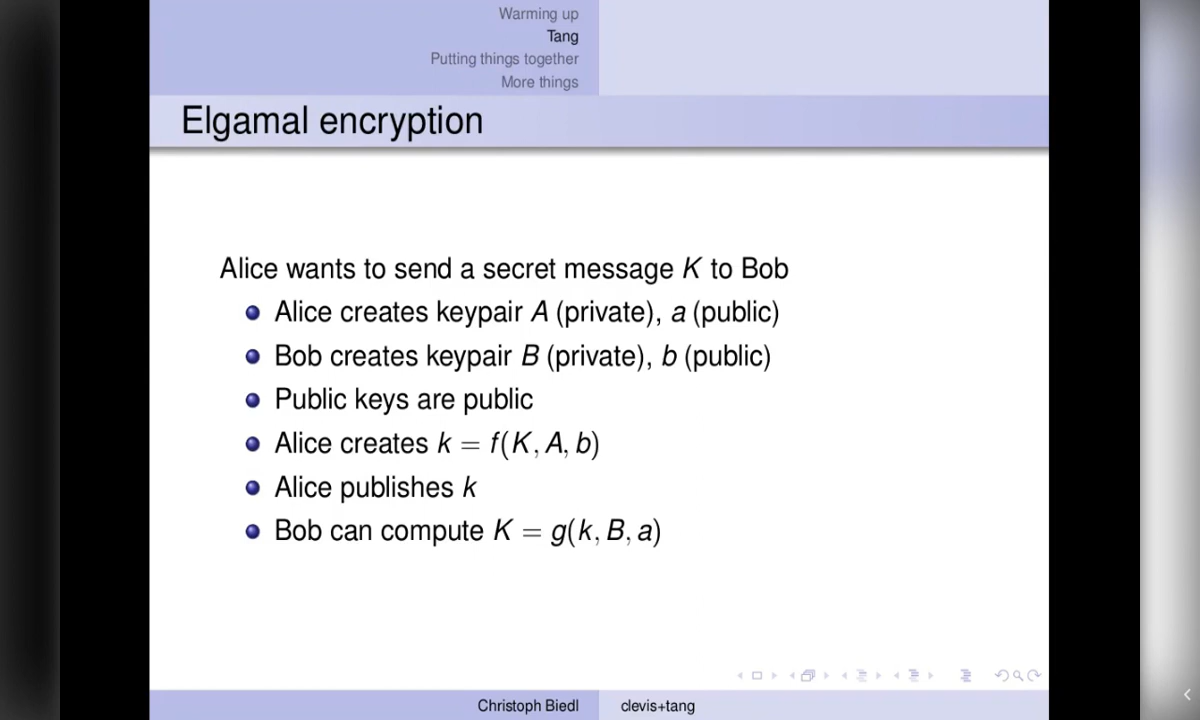 Warming up
Tang
Putting things together
More things
Elgamal encryption
Alice wants to send a secret message K to Bob
Alice creates keypair A (private), a (public)
Bob creates keypair B (private), b (public)
Public keys are public
Alice creates k = f(K, A, b)
Alice publishes k
Bob can compute K = g(k, B, a)
Christoph Biedl
clevis+tang